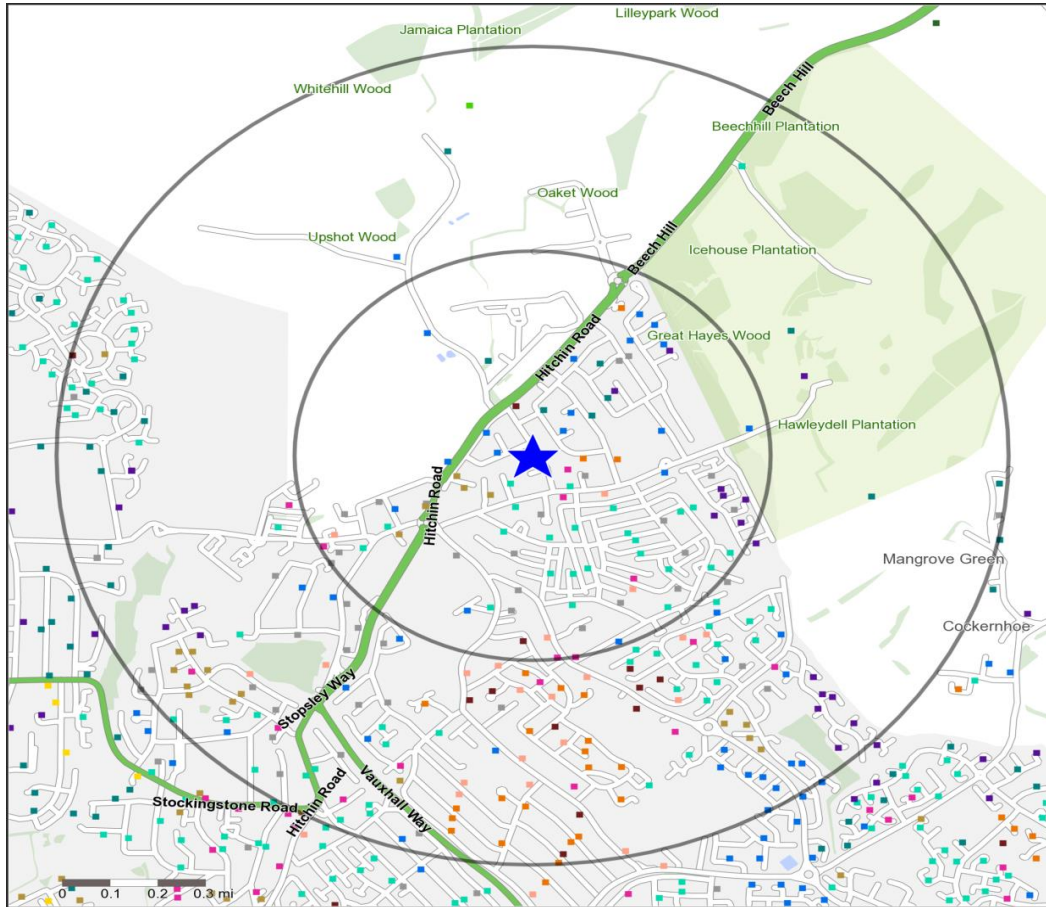 Lilleypark Wood
Jamaica Plantation
Beech Hill
Whitehill Wood
Beechhill Plantation
Oaket Wood
Upshot Wood
Beech Hill
Icehouse Plantation
Hitchin Road
Great Hayes Wood
Hawleydell Plantation
Hitchin Road
Mangrove Green
Cockernhoe
Stopsley Way
Vauxhall Way
Stockingstone Road
Hitchin Road
0 0.1 0.2 0.3 mi